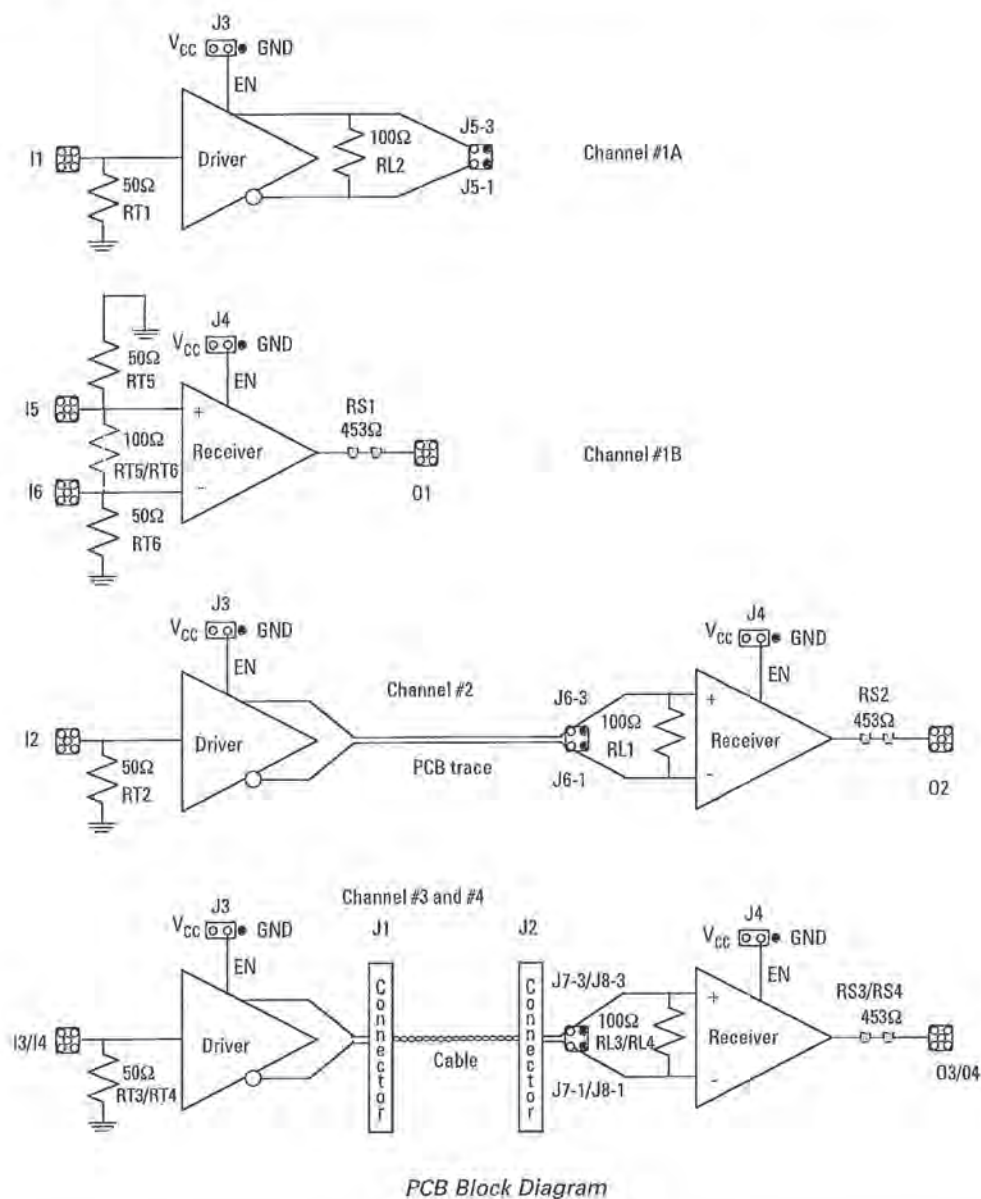 J3
VCC GND
EN
I1
50Ω
RT1
Driver
100Ω
RL2
J5-3
J5-1
Channel #1A
J4
VCC GND
EN
50Ω
RT5
I5
100Ω
RT5/RT6
I6
50Ω
RT6
+
Receiver
−
RS1
453Ω
O1
Channel #1B
J3
VCC GND
EN
Channel #2
I2
50Ω
RT2
Driver
PCB trace
J6-3
J6-1
100Ω
RL1
J4
VCC GND
EN
+
Receiver
−
RS2
453Ω
O2
Channel #3 and #4
J3
VCC GND
EN
I3/I4
50Ω
RT3/RT4
Driver
J1
Connector
Cable
J2
Connector
J7-3/J8-3
100Ω
RL3/RL4
J7-1/J8-1
J4
VCC GND
EN
+
Receiver
−
RS3/RS4
453Ω
O3/O4
PCB Block Diagram